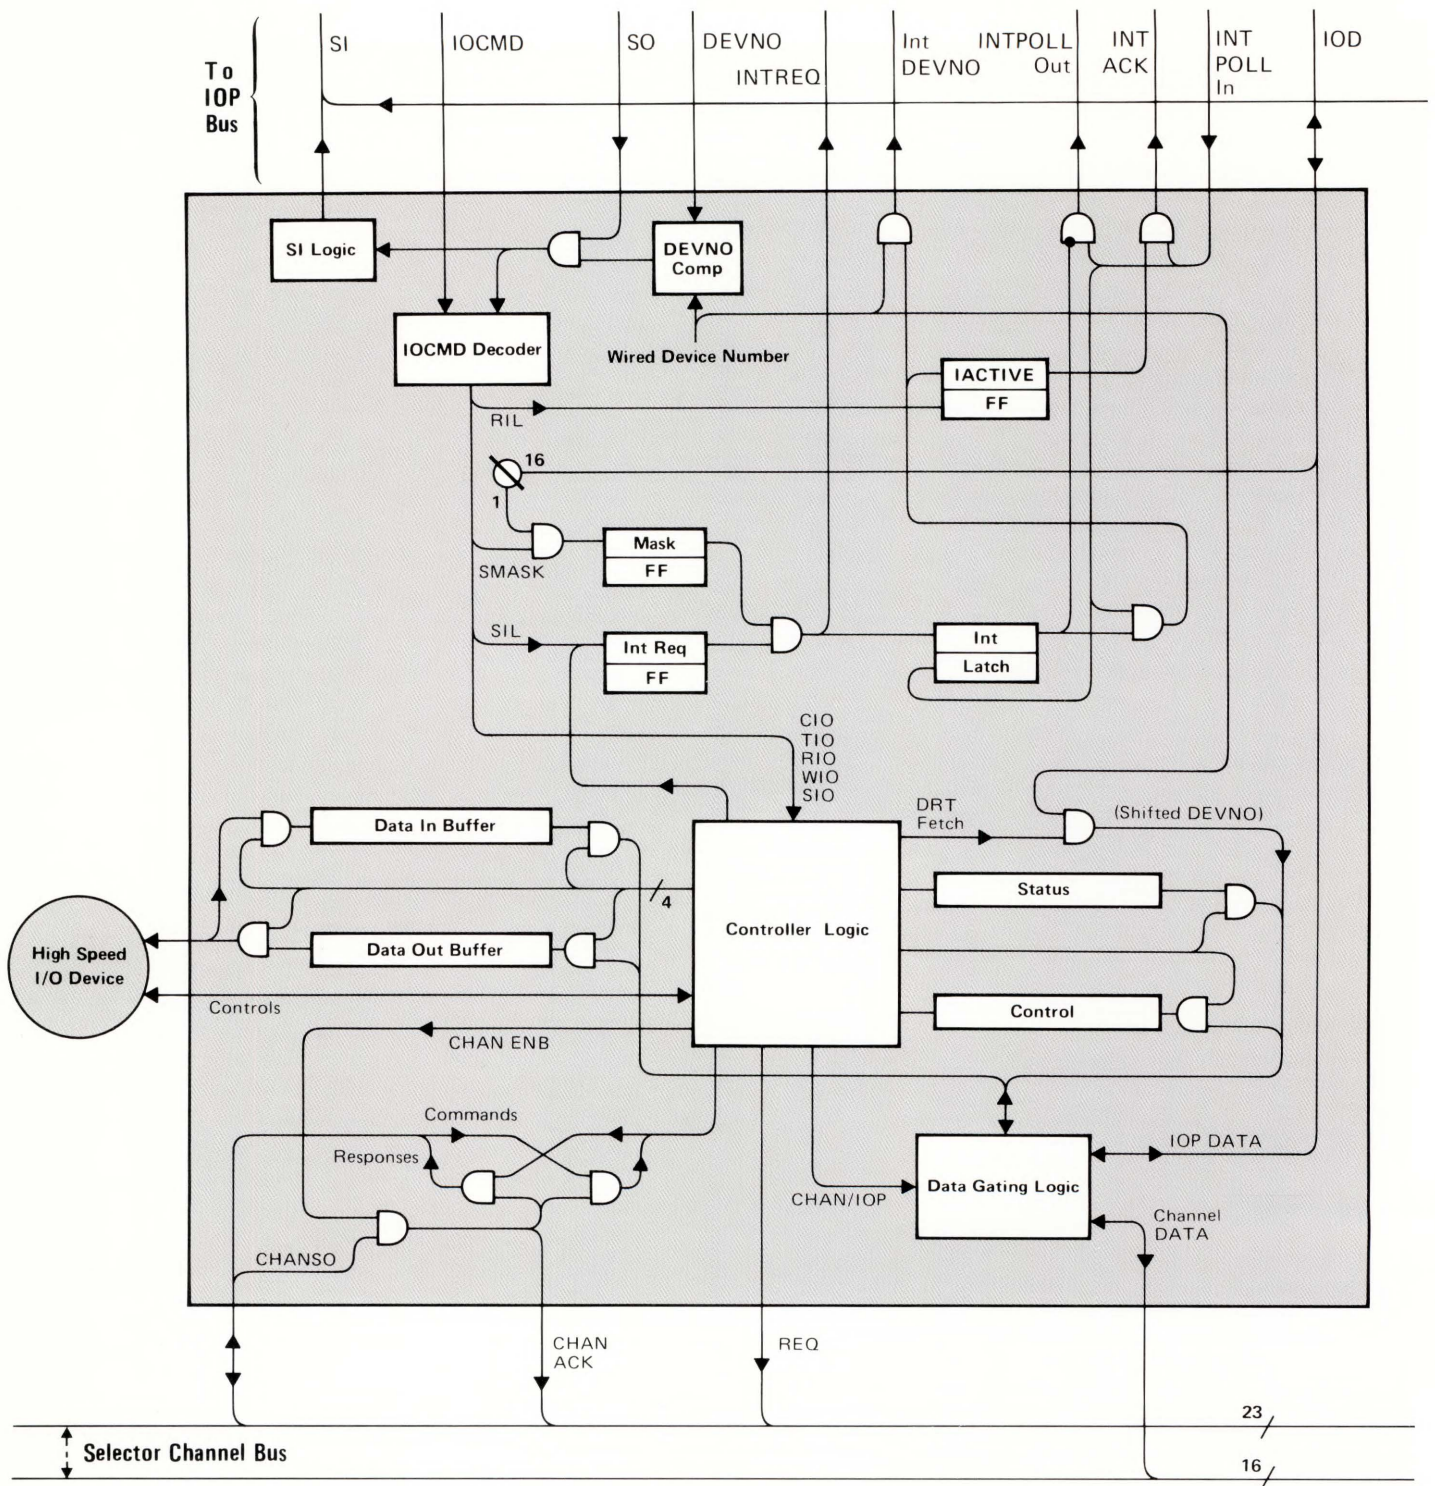 To
IOP
Bus
SI
IOCMD
SO
DEVNO
INTREQ
Int
DEVNO
INTPOLL
Out
INT
ACK
INT
POLL
In
IOD
SI Logic
DEVNO
Comp
IOCMD Decoder
Wired Device Number
IACTIVE
FF
RIL
16
1
SMASK
Mask
FF
SIL
Int Req
FF
Int
Latch
CIO
TIO
RIO
WIO
SIO
DRT
Fetch
(Shifted DEVNO)
Data In Buffer
4
Status
High Speed
I/O Device
Data Out Buffer
Controller Logic
Controls
Control
CHAN ENB
Commands
Responses
CHAN/IOP
Data Gating Logic
IOP DATA
Channel
DATA
CHANSO
CHAN
ACK
REQ
23
Selector Channel Bus
16